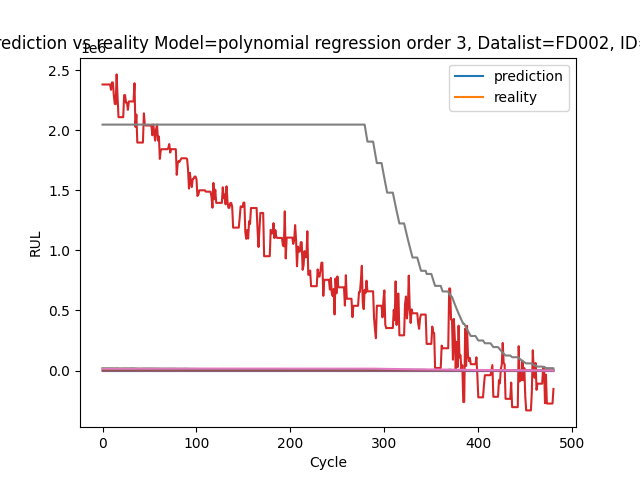 rediction vs reality Model=polynomial regression order 3, Datalist=FD002, ID=
1e6
2.5
2.0
1.5
1.0
0.5
0.0
RUL
prediction
reality
0 100 200 300 400 500
Cycle